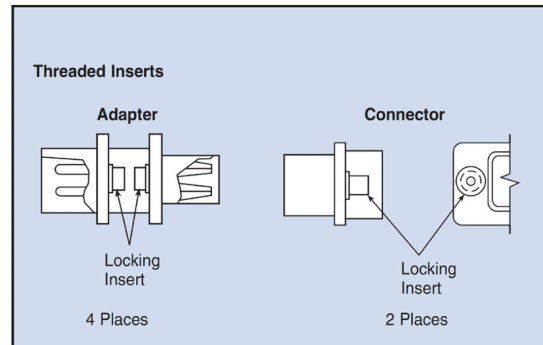 Threaded Inserts
Adapter
Connector
Locking
Insert
Locking
Insert
4 Places
2 Places